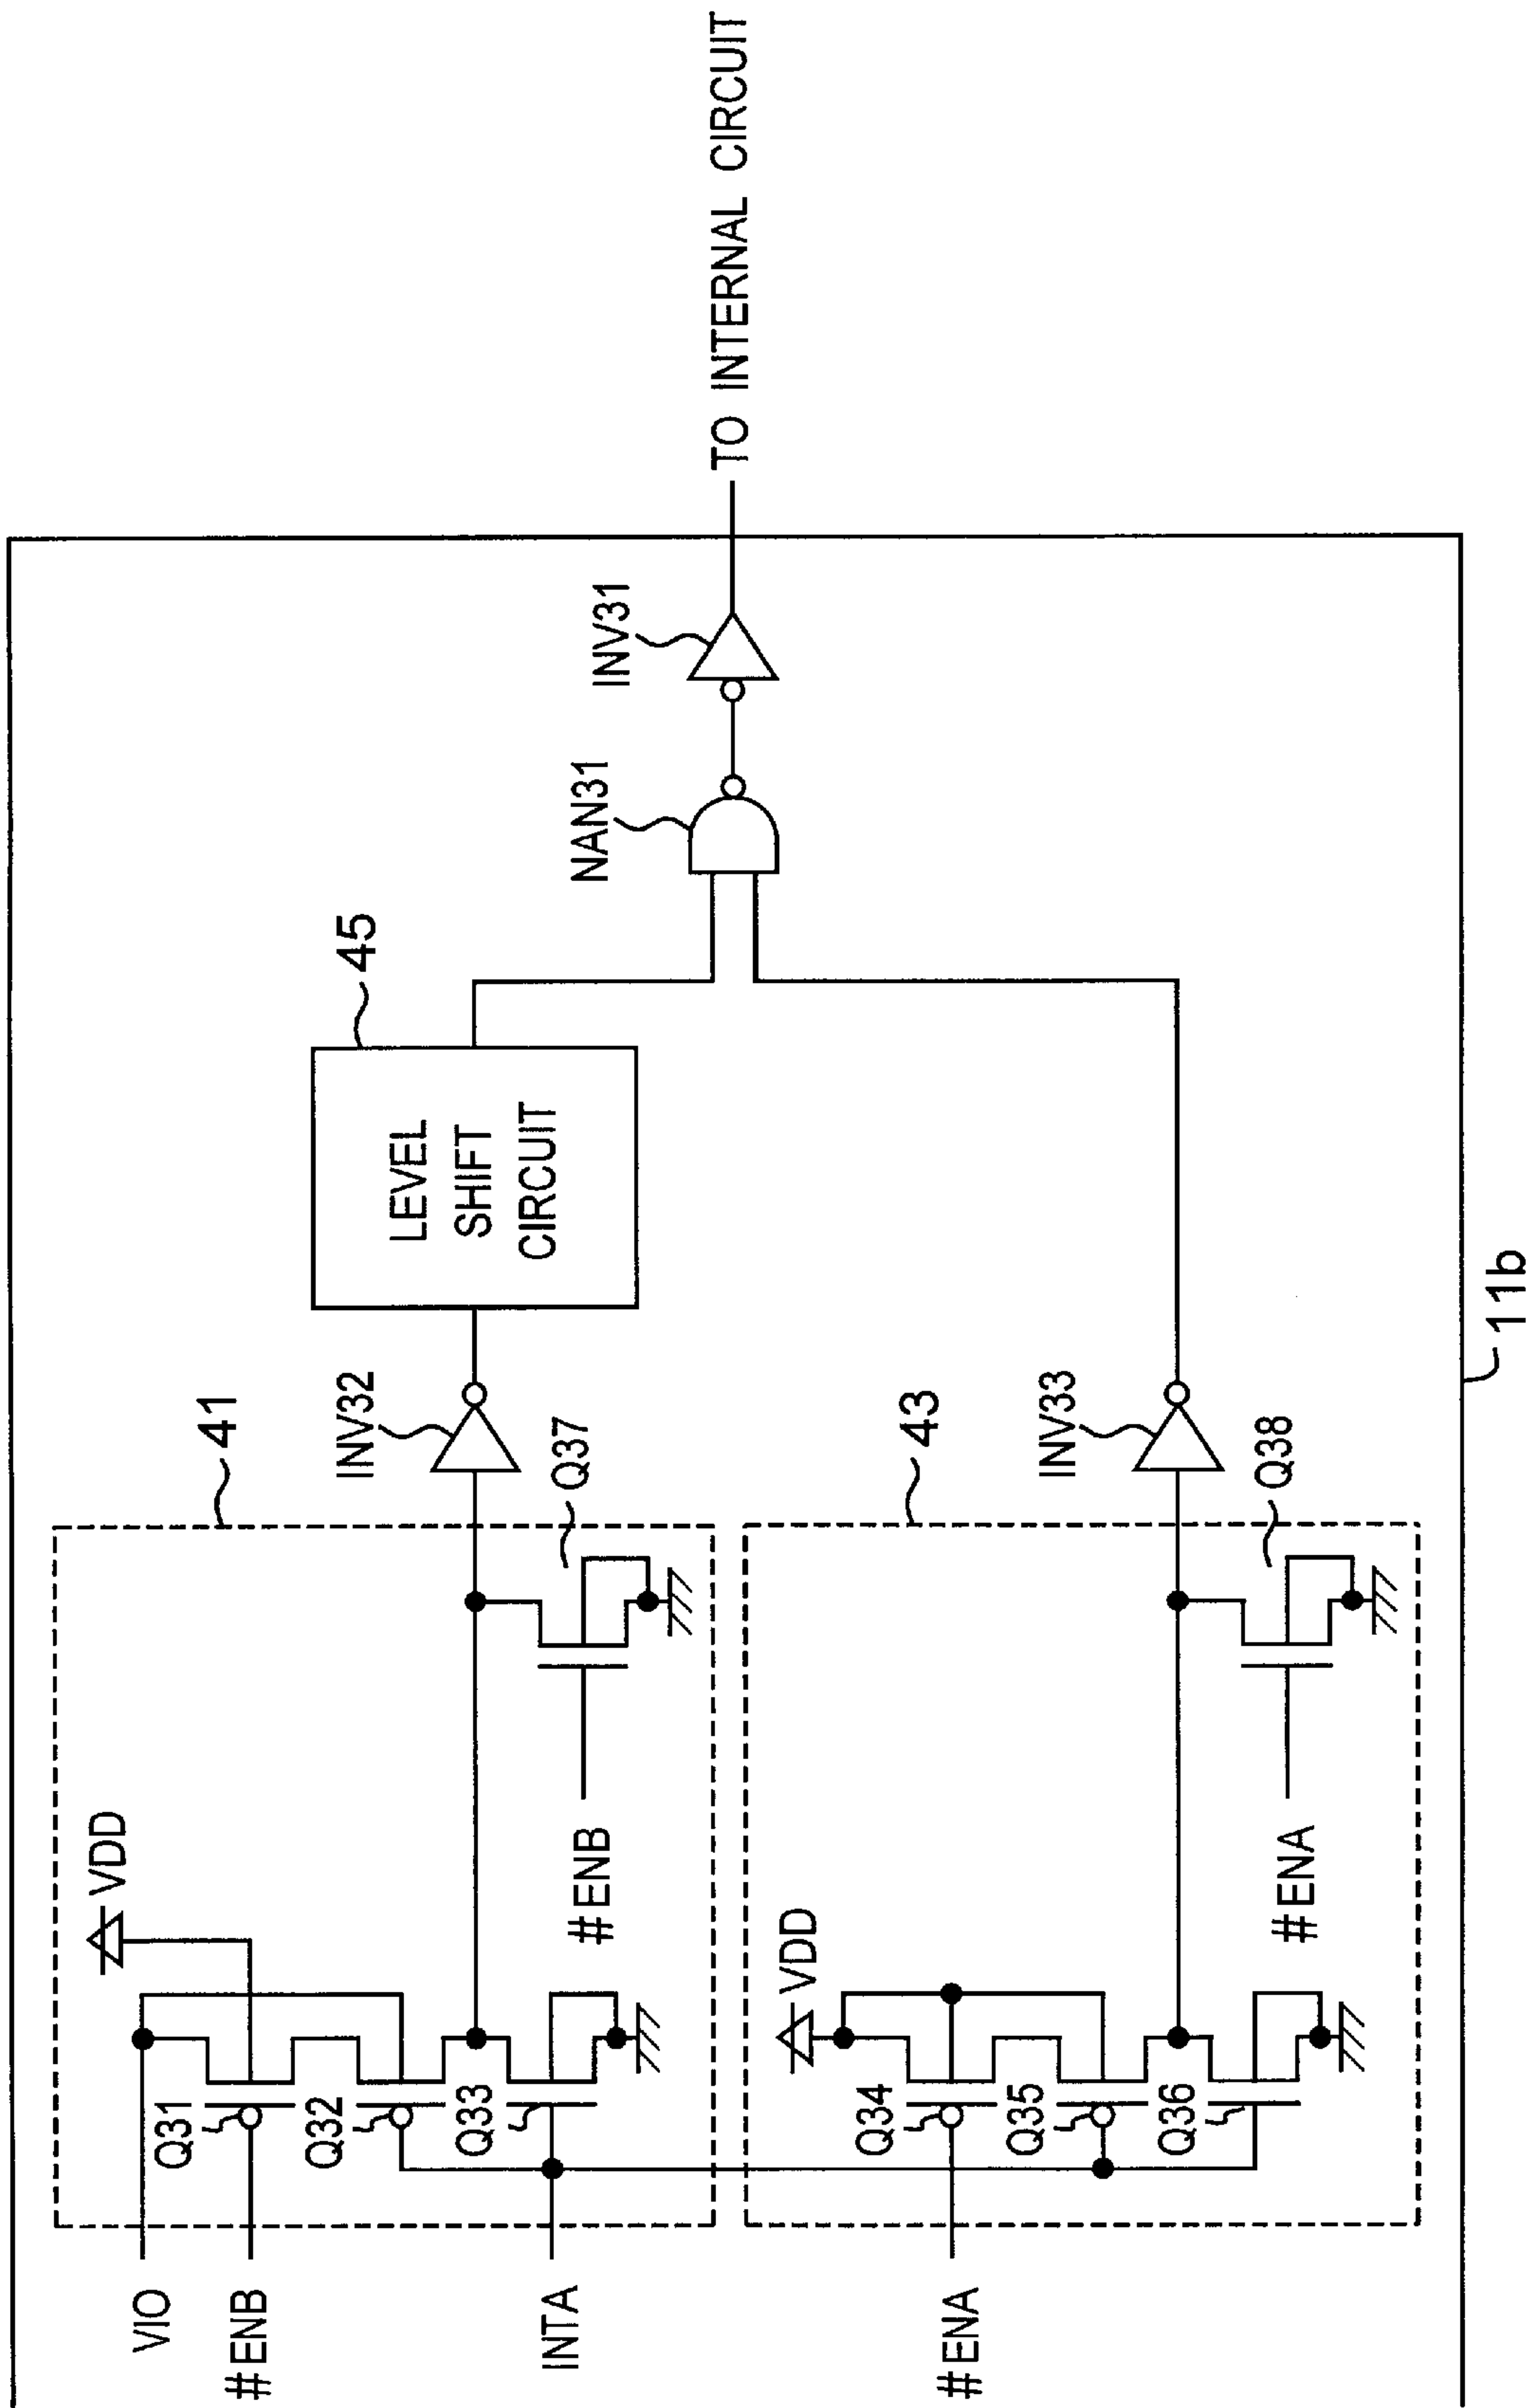 VIO
#ENB
INTA
#ENA
Q31
Q32
Q33
VDD
#ENB
Q37
41
INV32
LEVEL
SHIFT
CIRCUIT
45
Q34
Q35
Q36
VDD
#ENA
Q38
43
INV33
NAN31
INV31
TO INTERNAL CIRCUIT
11b